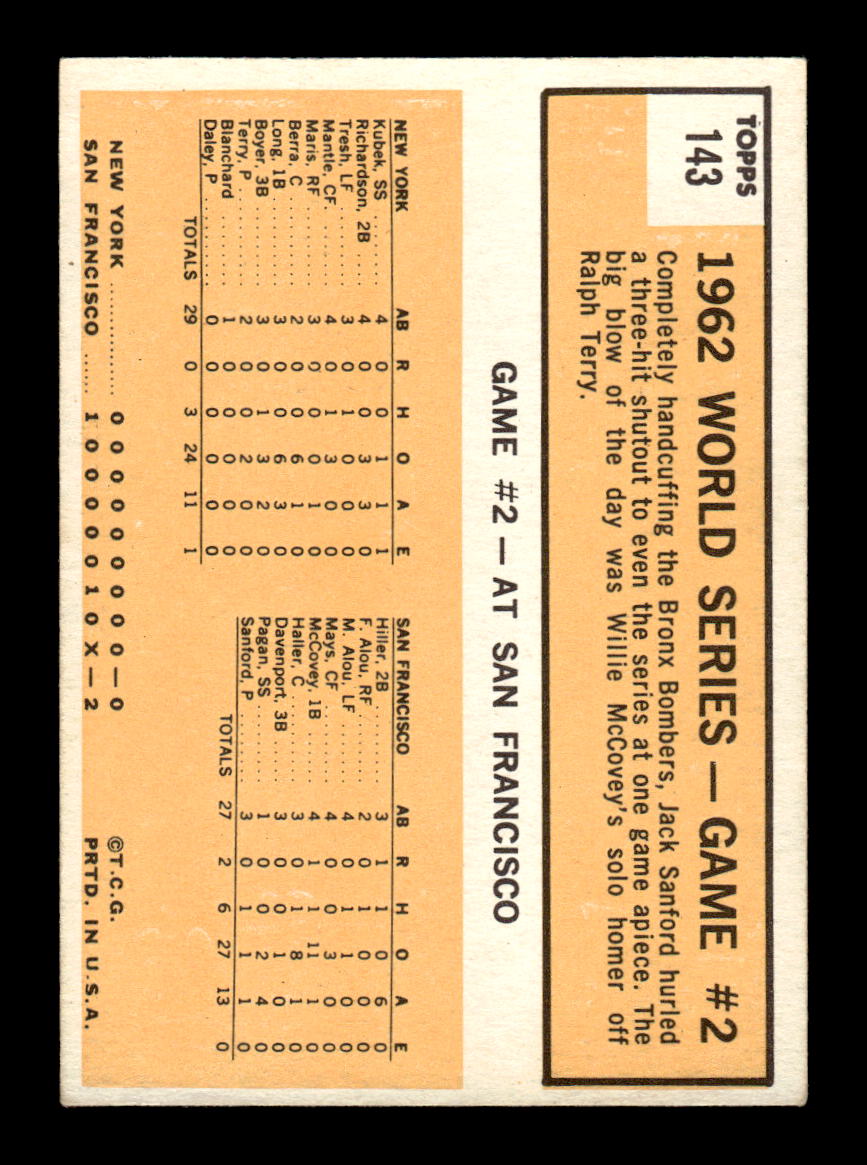 TOPPS
143
1962 WORLD SERIES — GAME #2
Completely handcuffing the Bronx Bombers, Jack Sanford hurled
a three-hit shutout to even the series at one game apiece. The
big blow of the day was Willie McCovey's solo homer off
Ralph Terry.
GAME #2 — AT SAN FRANCISCO
NEW YORK AB R H O A E
Kubek, SS ........ 4 0 0 1 1 1
Richardson, 2B .... 4 0 0 3 3 0
Tresh, LF ........ 3 0 1 0 0 0
Mantle, CF ....... 4 0 1 3 0 0
Maris, RF ........ 3 0 0 0 1 0
Berra, C ......... 2 0 0 6 1 0
Long, 1B ......... 3 0 0 6 3 0
Boyer, 3B ........ 3 0 1 3 2 0
Terry, P ......... 2 0 0 2 0 0
Blanchard ........ 1 0 0 0 0 0
Daley, P ......... 0 0 0 0 0 0
TOTALS 29 0 3 24 11 1
SAN FRANCISCO AB R H O A E
Hiller, 2B ........ 3 1 1 0 6 0
F. Alou, RF ....... 2 0 1 0 0 0
M. Alou, LF ....... 4 0 1 1 0 0
Mays, CF ......... 4 0 0 3 0 0
McCovey, 1B ...... 4 1 1 11 1 0
Haller, C ........ 3 0 1 8 1 0
Davenport, 3B ..... 3 0 0 1 0 0
Pagan, SS ........ 1 0 0 2 4 0
Sanford, P ....... 3 0 1 1 1 0
TOTALS 27 2 6 27 13 0
NEW YORK ............ 0 0 0 0 0 0 0 0 0 — 0
SAN FRANCISCO ...... 1 0 0 0 0 0 1 0 X — 2
©T.C.G.
PRTD. IN U.S.A.